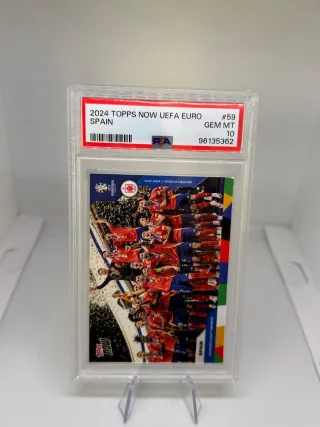 2024 TOPPS NOW UEFA EURO #59
SPAIN GEM MT
10
PSA 96135362
SPAIN